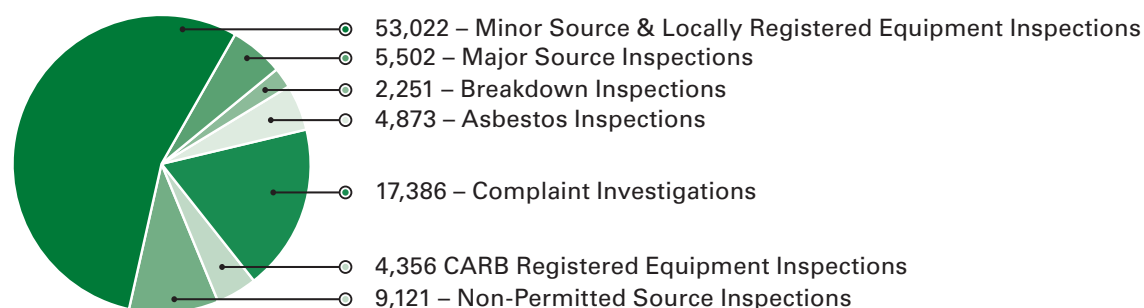 53,022 – Minor Source & Locally Registered Equipment Inspections
5,502 – Major Source Inspections
2,251 – Breakdown Inspections
4,873 – Asbestos Inspections
17,386 – Complaint Investigations
4,356 CARB Registered Equipment Inspections
9,121 – Non-Permitted Source Inspections